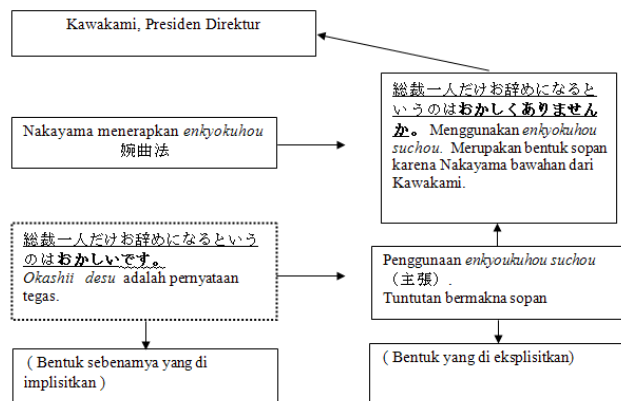 Kawakami, Presiden Direktur
総裁一人だけお辞めになると
いうのはおかしくありません
か。 Menggunakan enkyokuhou
suchou. Merupakan bentuk sopan
karena Nakayama bawahan dari
Kawakami.
Nakayama menerapkan enkyokuhou
婉曲法
総裁一人だけお辞めになるという
のはおかしいです。
Okashii desu adalah pernyataan
tegas.
Penggunaan enkyoukuhou suchou
（主張）.
Tuntutan bermakna sopan
( Bentuk sebenarnya yang di
implisitkan )
( Bentuk yang di eksplisitkan)